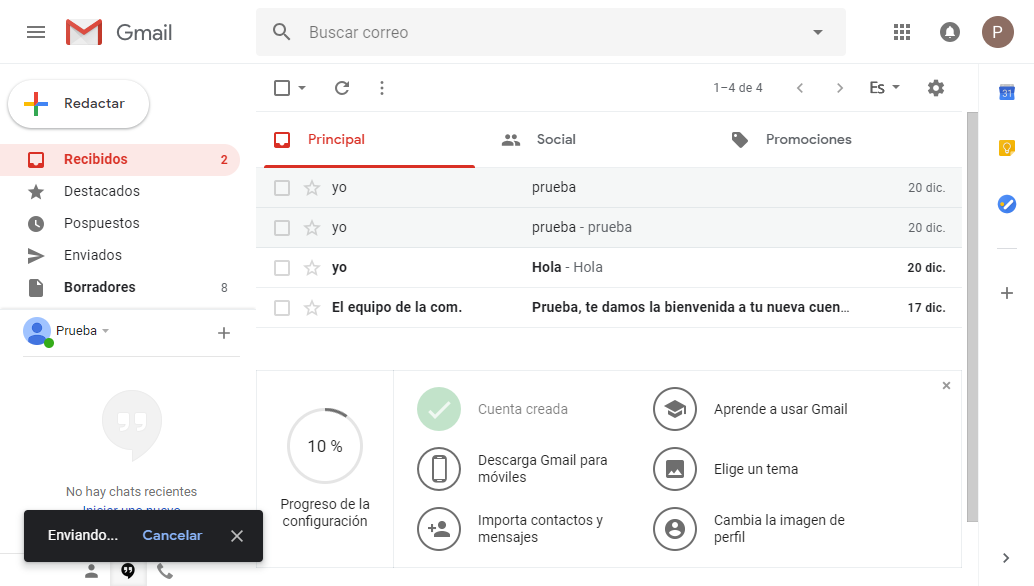 Gmail
Buscar correo
P
Redactar
1–4 de 4
Es
31
Principal
Social
Promociones
Recibidos 2
Destacados
Pospuestos
Enviados
Borradores 8
yo prueba 20 dic.
yo prueba - prueba 20 dic.
yo Hola - Hola 20 dic.
El equipo de la com. Prueba, te damos la bienvenida a tu nueva cuen... 17 dic.
Prueba
No hay chats recientes
Iniciar uno nuevo
10 %
Progreso de la
configuración
Cuenta creada
Aprende a usar Gmail
Descarga Gmail para
móviles
Elige un tema
Importa contactos y
mensajes
Cambia la imagen de
perfil
Enviando... Cancelar